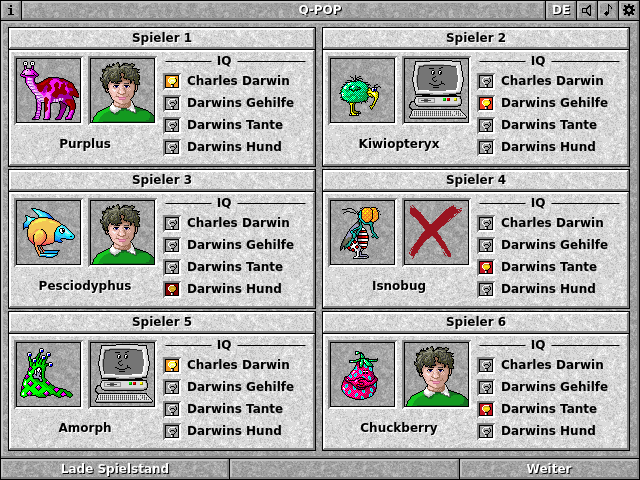 i Q-POP DE
Spieler 1
IQ
Charles Darwin
Darwins Gehilfe
Darwins Tante
Darwins Hund
Purplus
Spieler 2
IQ
Charles Darwin
Darwins Gehilfe
Darwins Tante
Darwins Hund
Kiwiopteryx
Spieler 3
IQ
Charles Darwin
Darwins Gehilfe
Darwins Tante
Darwins Hund
Pesciodyphus
Spieler 4
IQ
Charles Darwin
Darwins Gehilfe
Darwins Tante
Darwins Hund
Isnobug
Spieler 5
IQ
Charles Darwin
Darwins Gehilfe
Darwins Tante
Darwins Hund
Amorph
Spieler 6
IQ
Charles Darwin
Darwins Gehilfe
Darwins Tante
Darwins Hund
Chuckberry
Lade Spielstand Weiter